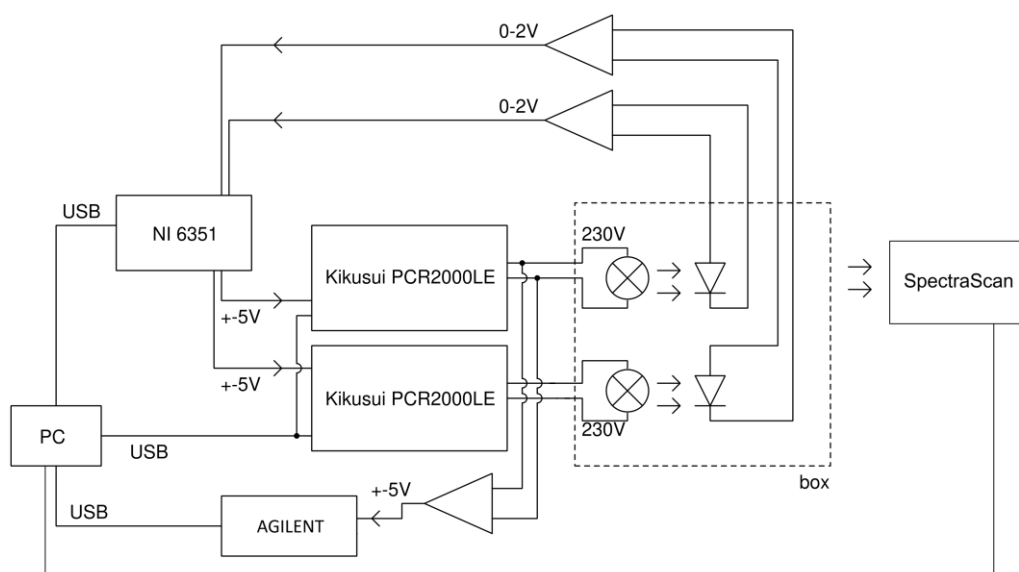 0-2V
0-2V
USB
NI 6351
230V
Kikusui PCR2000LE
SpectraScan
+-5V
+-5V
Kikusui PCR2000LE
PC
USB
230V
box
+-5V
USB
AGILENT